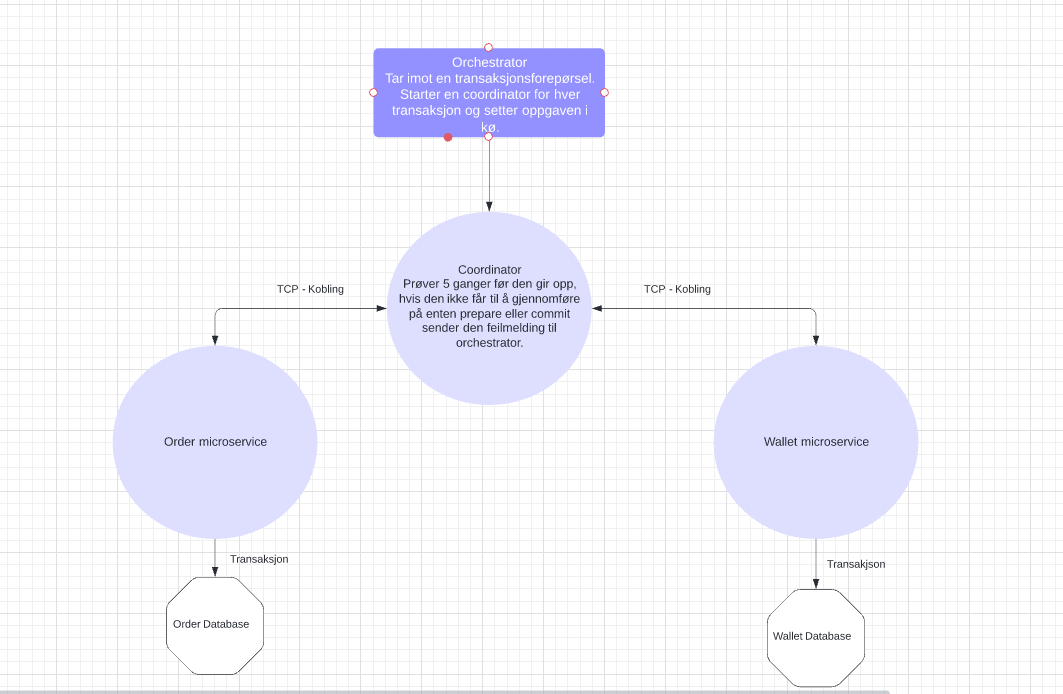 Orchestrator
Tar imot en transaksjonsforepørsel.
Starter en coordinator for hver
transaksjon og setter oppgaven i
kø.
Coordinator
Prøver 5 ganger før den gir opp,
hvis den ikke får til å gjennomføre
på enten prepare eller commit
sender den feilmelding til
orchestrator.
TCP - Kobling
TCP - Kobling
Order microservice
Wallet microservice
Transaksjon
Transakjson
Order Database
Wallet Database